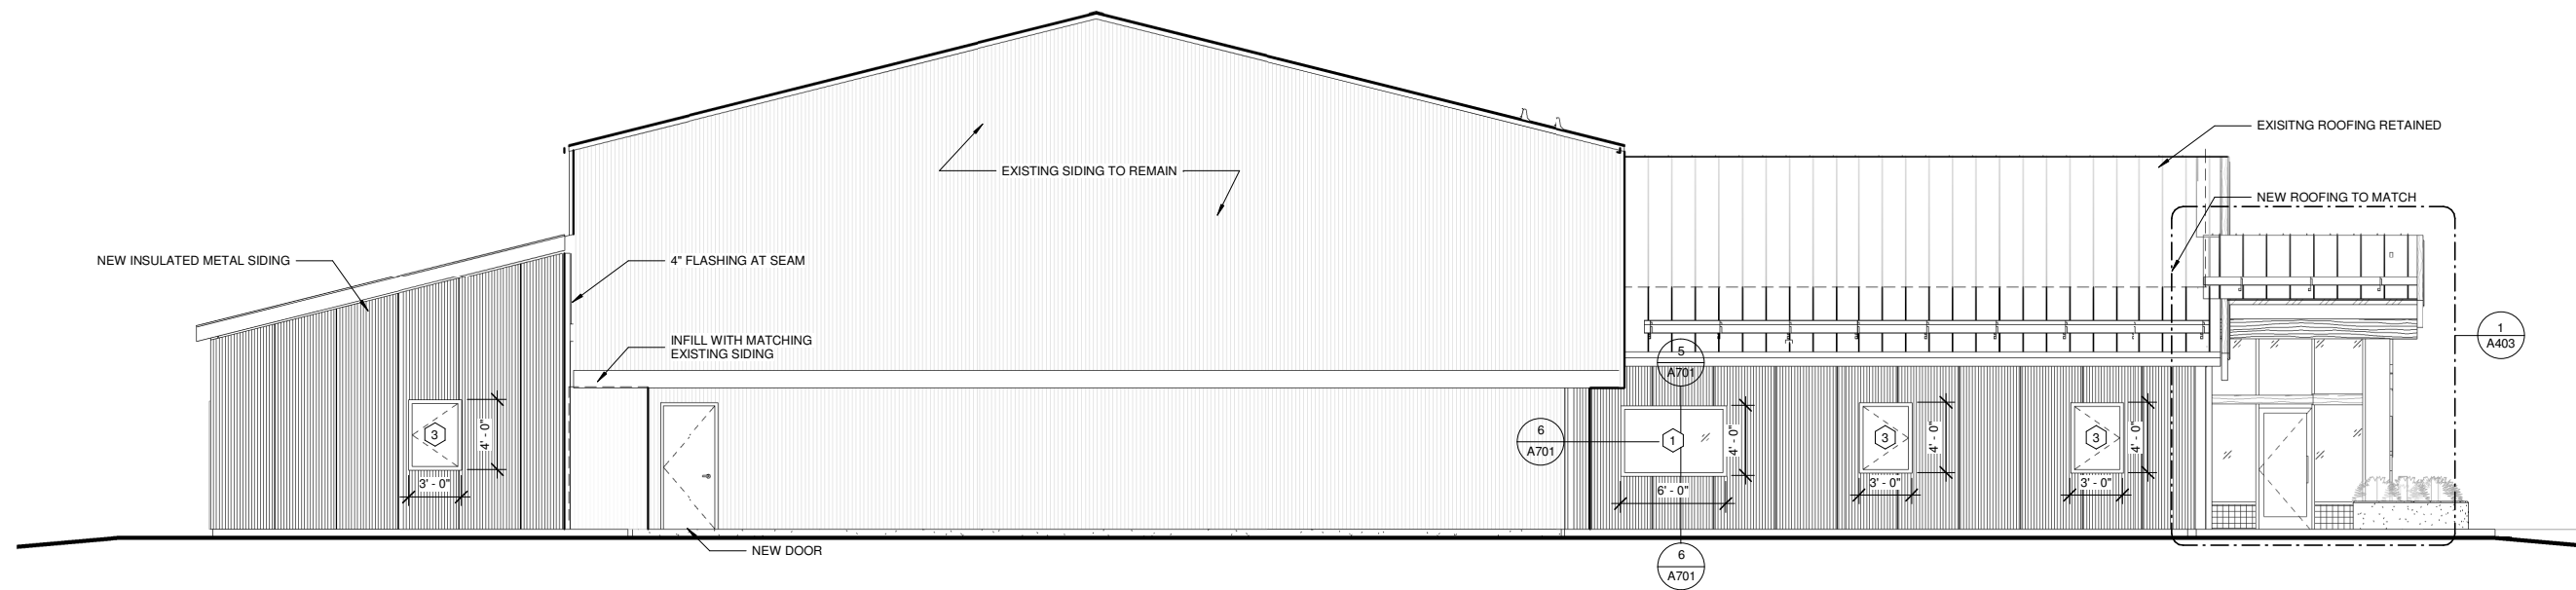 EXISITNG ROOFING RETAINED
EXISTING SIDING TO REMAIN
NEW ROOFING TO MATCH
NEW INSULATED METAL SIDING
4" FLASHING AT SEAM
1
A403
INFILL WITH MATCHING
EXISTING SIDING
5
A701
3
4' - 0"
3' - 0"
6
A701
1
4' - 0"
6' - 0"
3
4' - 0"
3' - 0"
3
4' - 0"
3' - 0"
NEW DOOR
6
A701